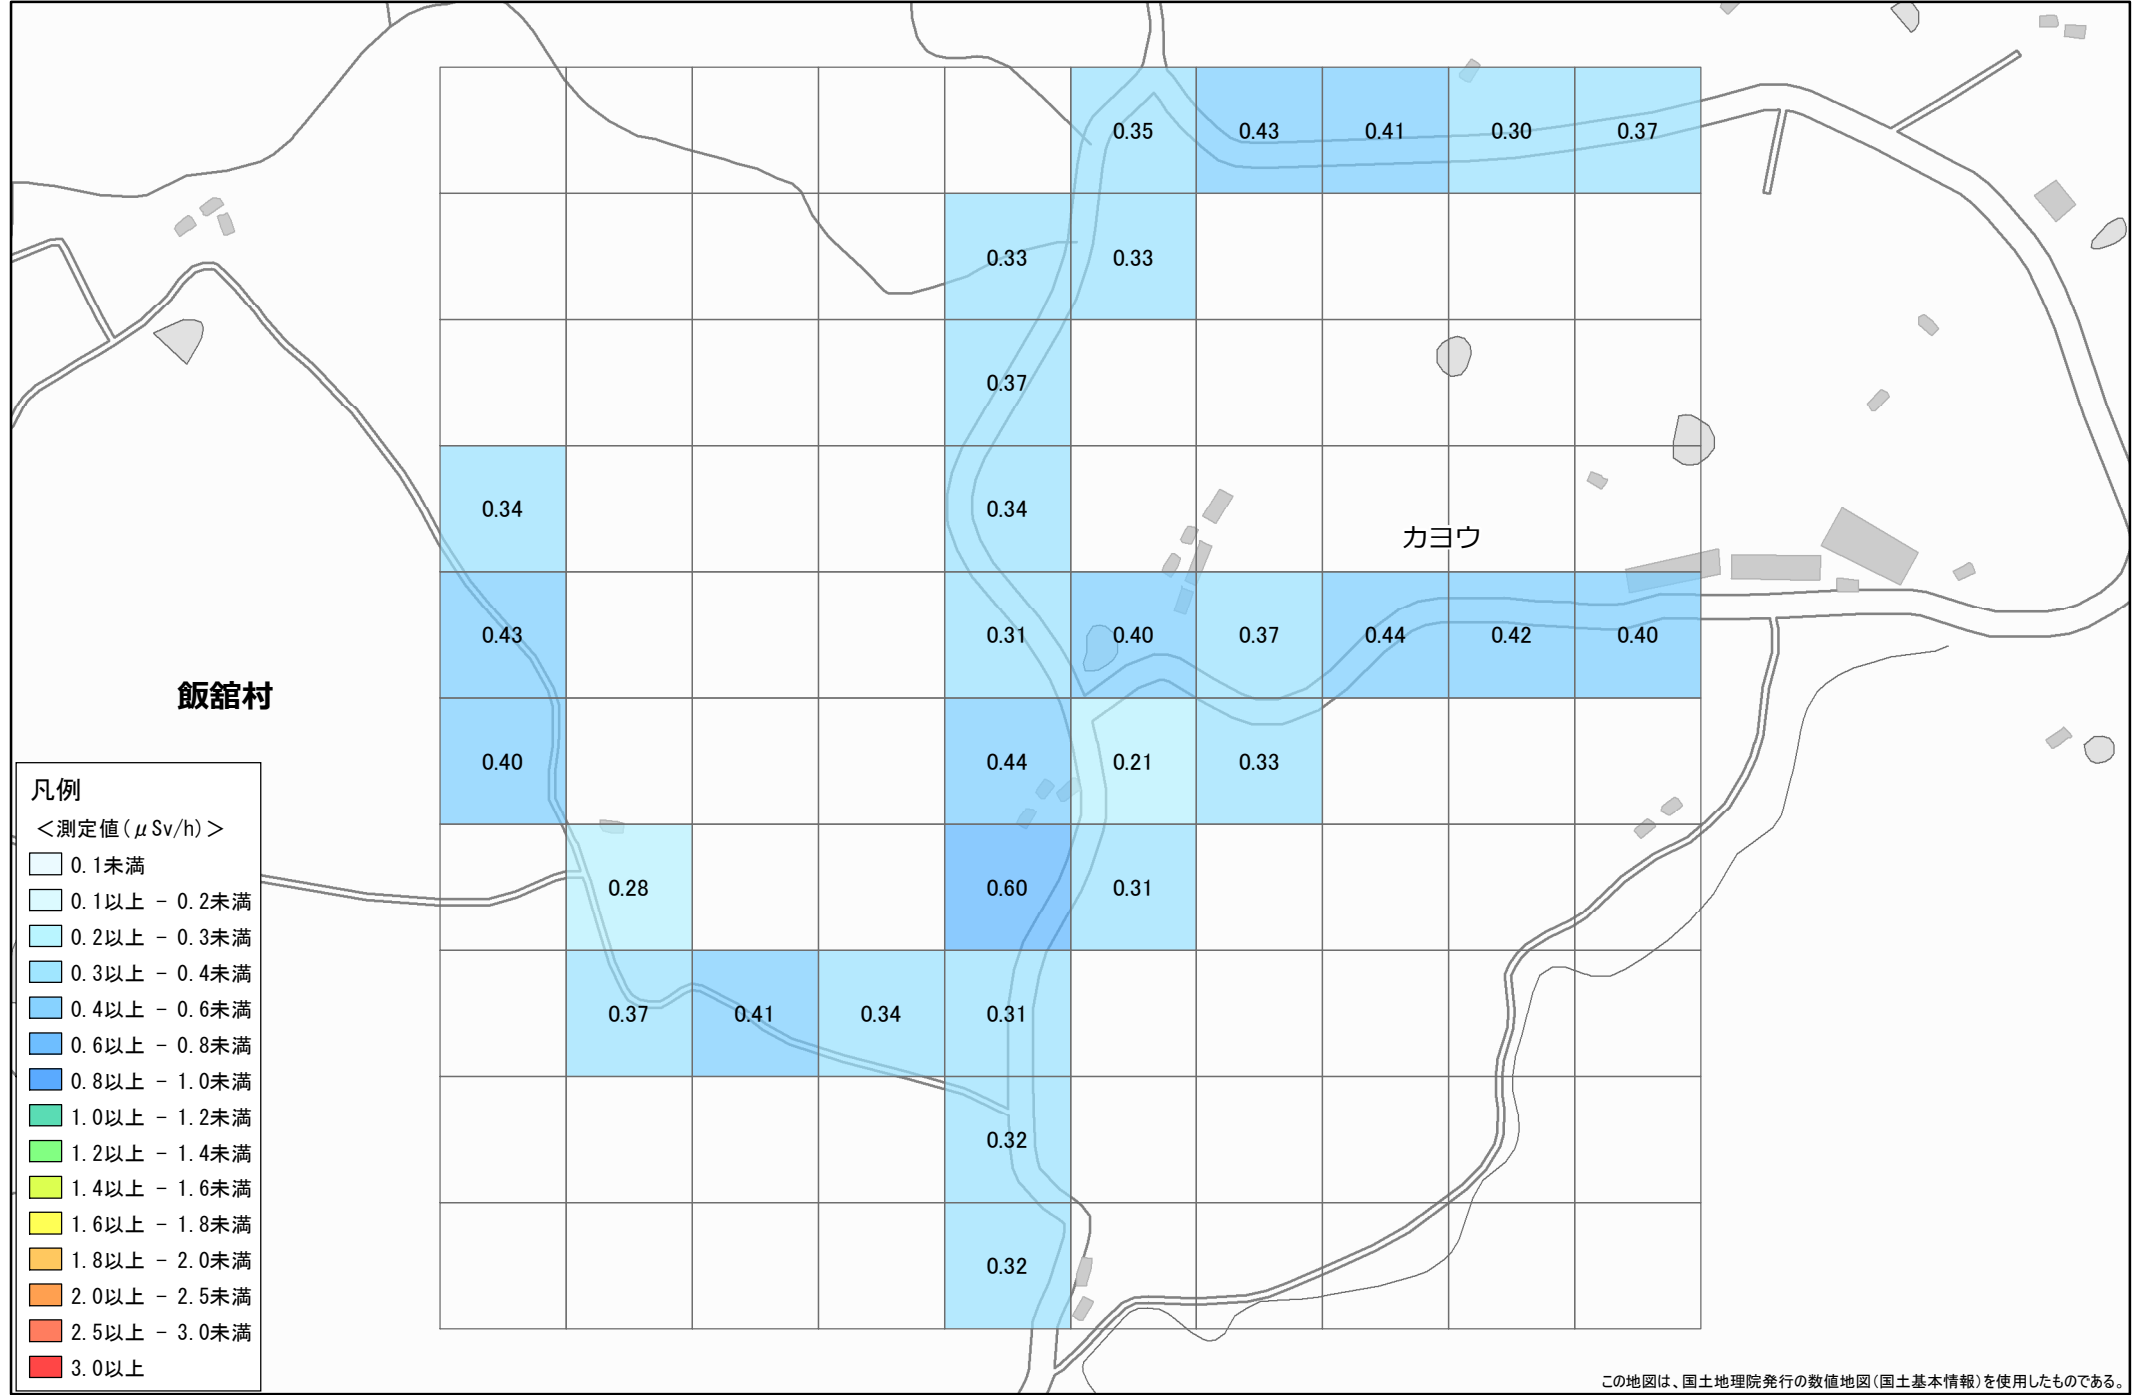 0.35 0.43 0.41 0.30 0.37
0.33 0.33
0.37
0.34 0.34
カヨウ
0.43 0.31 0.40 0.37 0.44 0.42 0.40
飯舘村
0.40 0.44 0.21 0.33
0.28 0.60 0.31
0.37 0.41 0.34 0.31
0.32
0.32
凡例
＜測定値(μSv/h)＞
0.1未満
0.1以上 - 0.2未満
0.2以上 - 0.3未満
0.3以上 - 0.4未満
0.4以上 - 0.6未満
0.6以上 - 0.8未満
0.8以上 - 1.0未満
1.0以上 - 1.2未満
1.2以上 - 1.4未満
1.4以上 - 1.6未満
1.6以上 - 1.8未満
1.8以上 - 2.0未満
2.0以上 - 2.5未満
2.5以上 - 3.0未満
3.0以上
この地図は、国土地理院発行の数値地図(国土基本情報)を使用したものである。